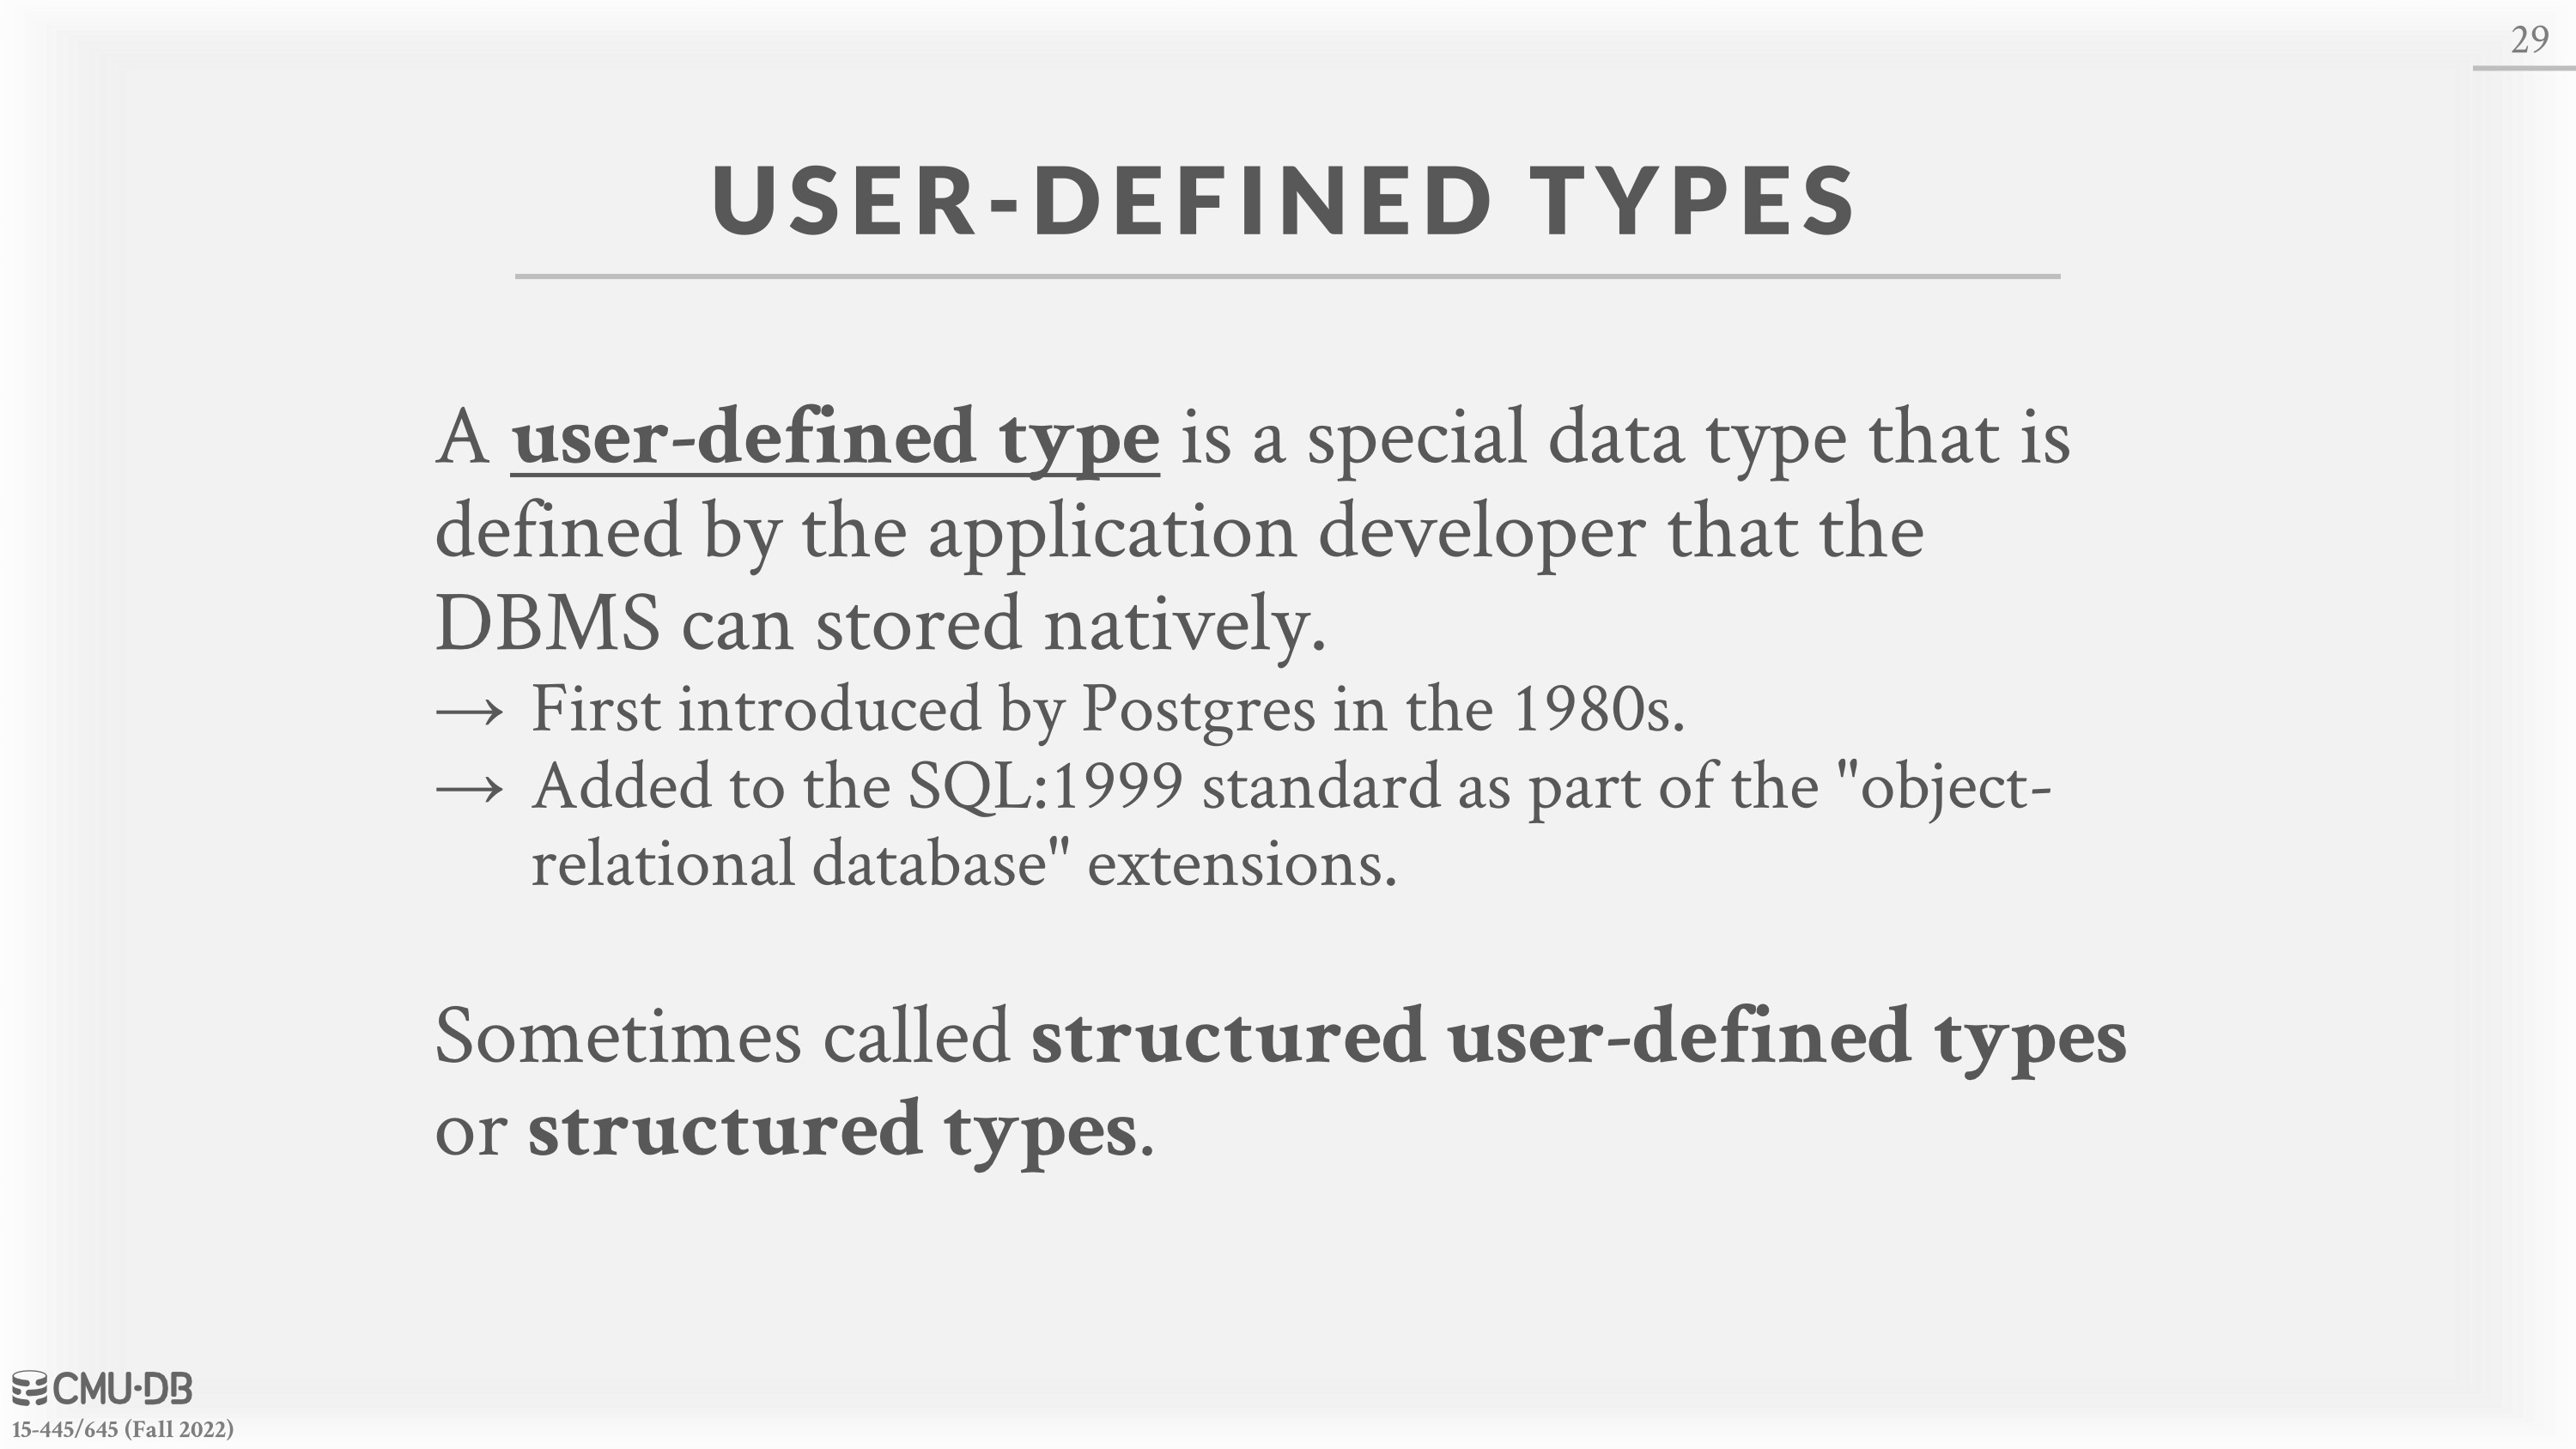 29
USER-DEFINED TYPES
A user-defined type is a special data type that is
defined by the application developer that the
DBMS can stored natively.
→ First introduced by Postgres in the 1980s.
→ Added to the SQL:1999 standard as part of the "object-
relational database" extensions.
Sometimes called structured user-defined types
or structured types.
CMU·DB
15-445/645 (Fall 2022)